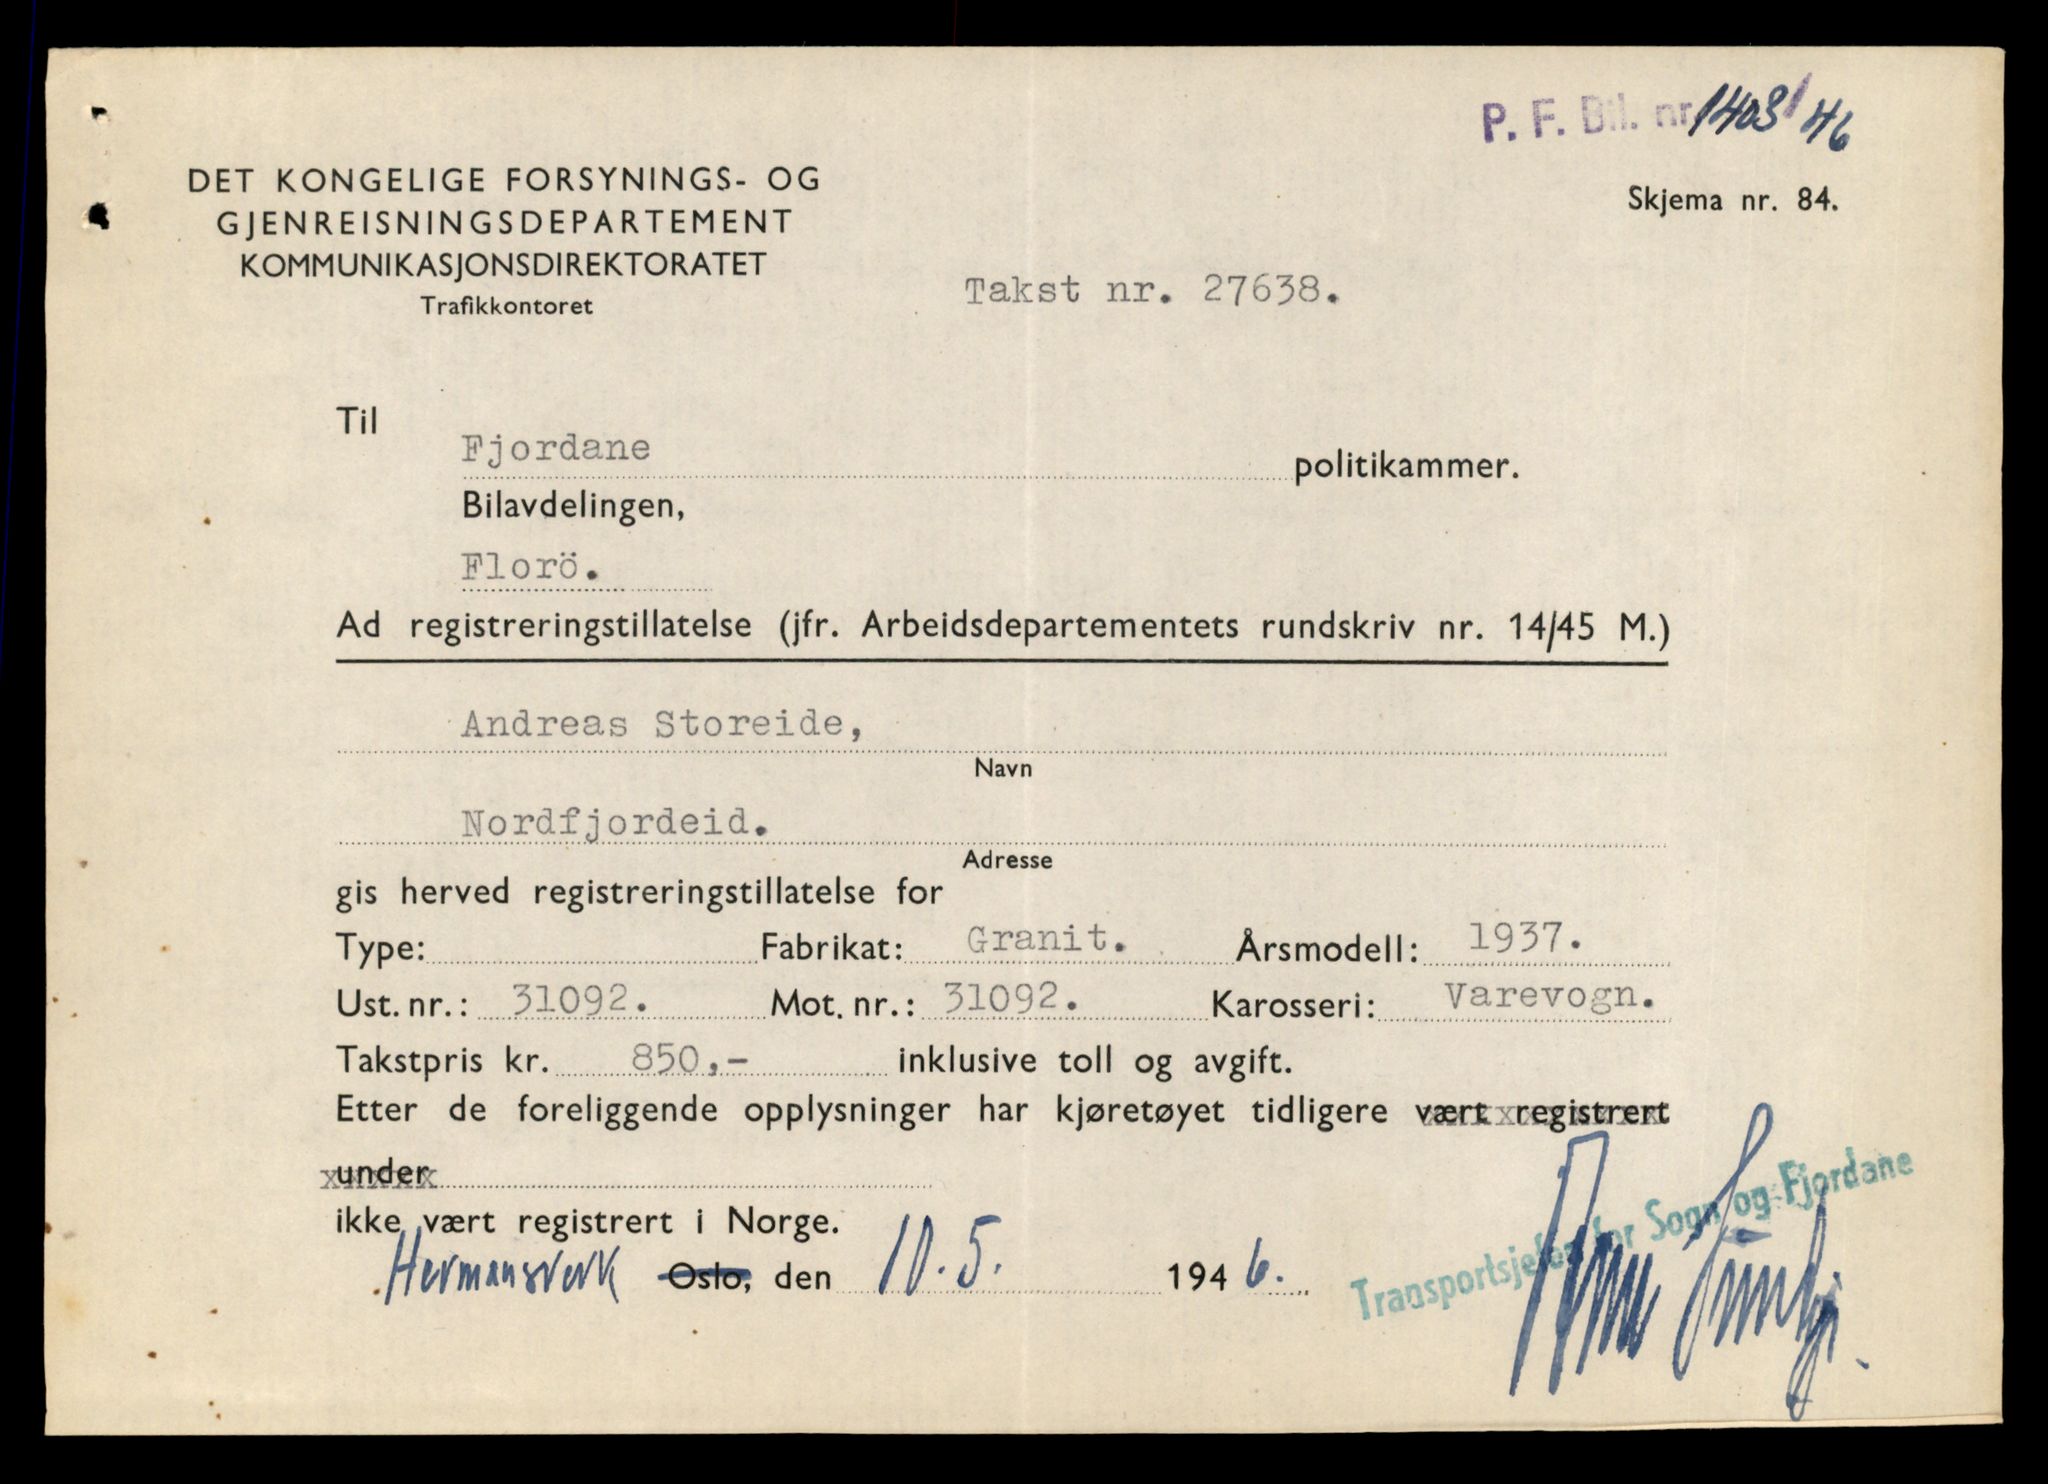 P. F. Bil. nr. 1403/46
DET KONGELIGE FORSYNINGS- OG
GJENREISNINGSDEPARTEMENT
KOMMUNIKASJONSDIREKTORATET
Trafikkontoret
Skjema nr. 84.
Takst nr. 27638.
Til
Fjordane politikammer.
Bilavdelingen,
Florö.
Ad registreringstillatelse (jfr. Arbeidsdepartementets rundskriv nr. 14/45 M.)
Andreas Storeide,
Navn
Nordfjordeid.
Adresse
gis herved registreringstillatelse for
Type: Fabrikat: Granit. Årsmodell: 1937.
Ust. nr.: 31092. Mot. nr.: 31092. Karosseri: Varevogn.
Takstpris kr. 850,- inklusive toll og avgift.
Etter de foreliggende opplysninger har kjøretøyet tidligere vært registrert
under
ikke vært registrert i Norge.
Hermansverk Oslo, den 10. 5. 1946.
Transportsjefen for Sogn og Fjordane